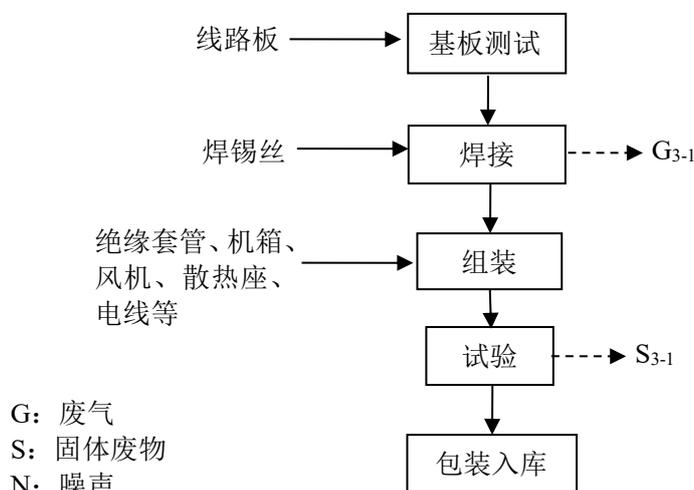 线路板
基板测试
焊锡丝
焊接
G3-1
绝缘套管、机箱、
风机、散热座、
电线等
组装
试验
S3-1
G：废气
S：固体废物
N：噪声
包装入库